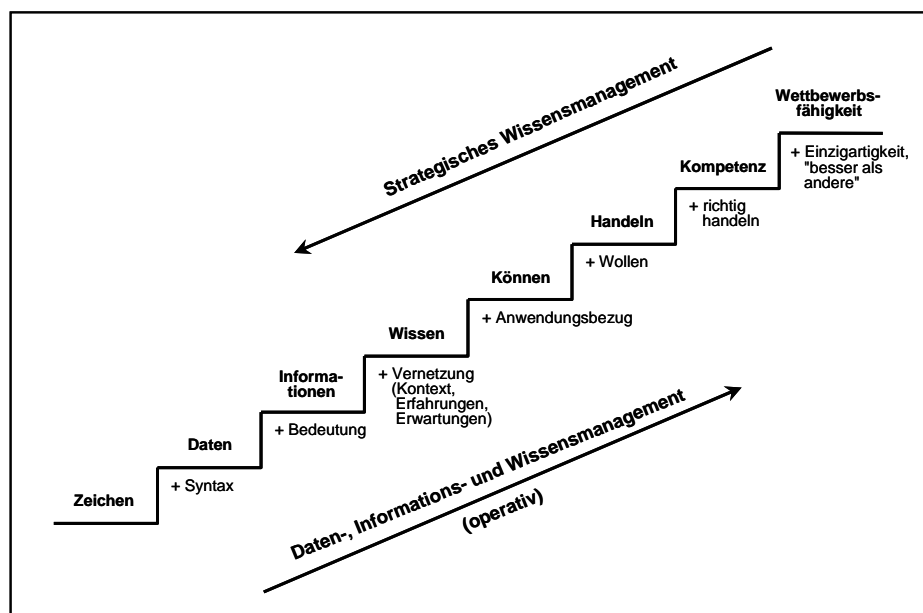 Strategisches Wissensmanagement
Wettbewerbs-
fähigkeit
+ Einzigartigkeit,
"besser als
andere"
Kompetenz
+ richtig
handeln
Handeln
+ Wollen
Können
+ Anwendungsbezug
Wissen
+ Vernetzung
(Kontext,
Erfahrungen,
Erwartungen)
Informa-
tionen
+ Bedeutung
Daten
+ Syntax
Zeichen
Daten-, Informations- und Wissensmanagement
(operativ)